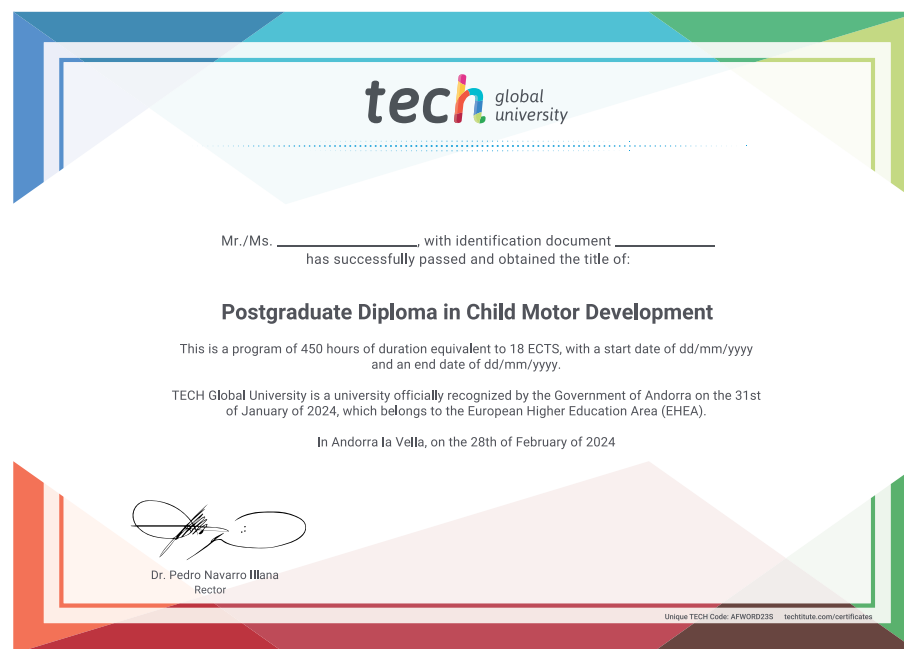 tech global university
Mr./Ms. ____________________, with identification document ______________
has successfully passed and obtained the title of:
Postgraduate Diploma in Child Motor Development
This is a program of 450 hours of duration equivalent to 18 ECTS, with a start date of dd/mm/yyyy
and an end date of dd/mm/yyyy.
TECH Global University is a university officially recognized by the Government of Andorra on the 31st
of January of 2024, which belongs to the European Higher Education Area (EHEA).
In Andorra la Vella, on the 28th of February of 2024
Dr. Pedro Navarro Illana
Rector
Unique TECH Code: AFWORD23S techtitute.com/certificates